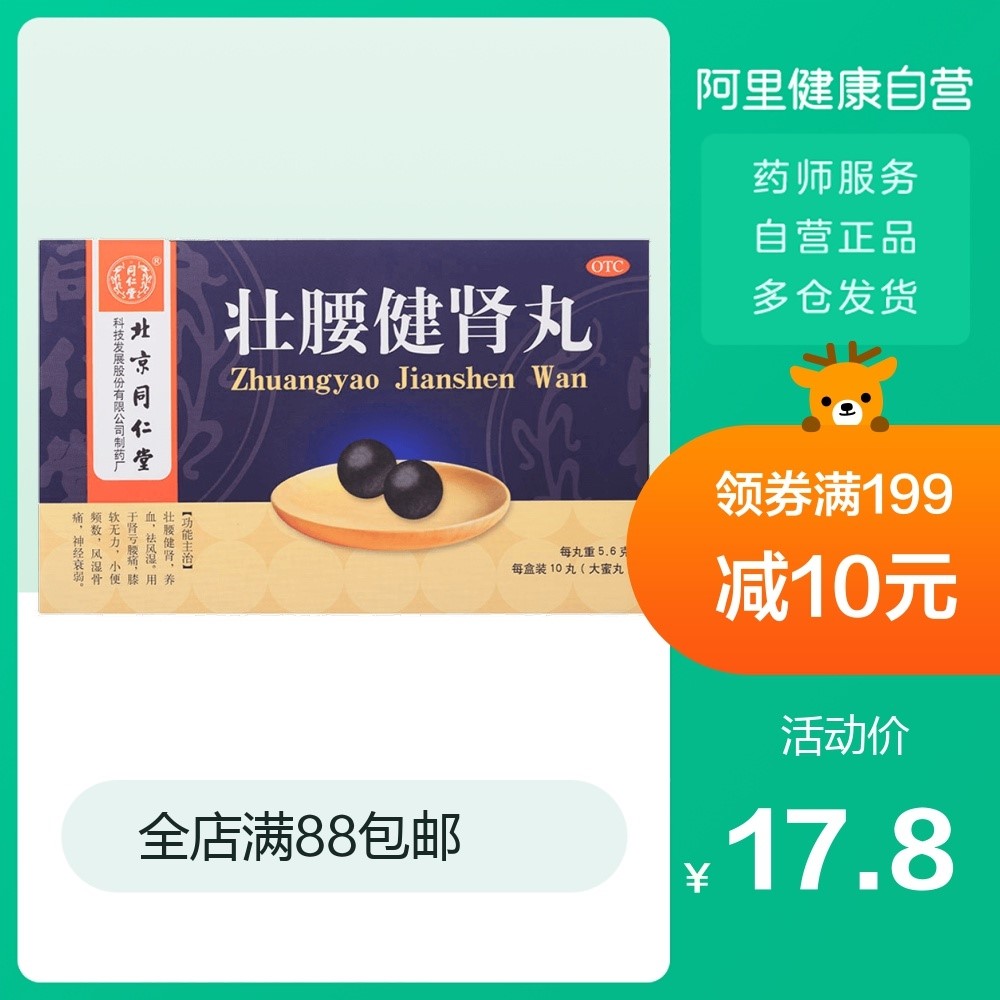 阿里健康自营
药师服务
自营正品
多仓发货
同仁堂
®
北京同仁堂
科技发展股份有限公司制药厂
OTC
壮腰健肾丸
Zhuangyao Jianshen Wan
【功能主治】
壮腰健肾，养
血，祛风湿。用
于肾亏腰痛，膝
软无力，小便
频数，风湿骨
痛，神经衰弱。
每丸重5.6克
每盒装10丸（大蜜丸
领券满199
减10元
活动价
¥17.8
全店满88包邮